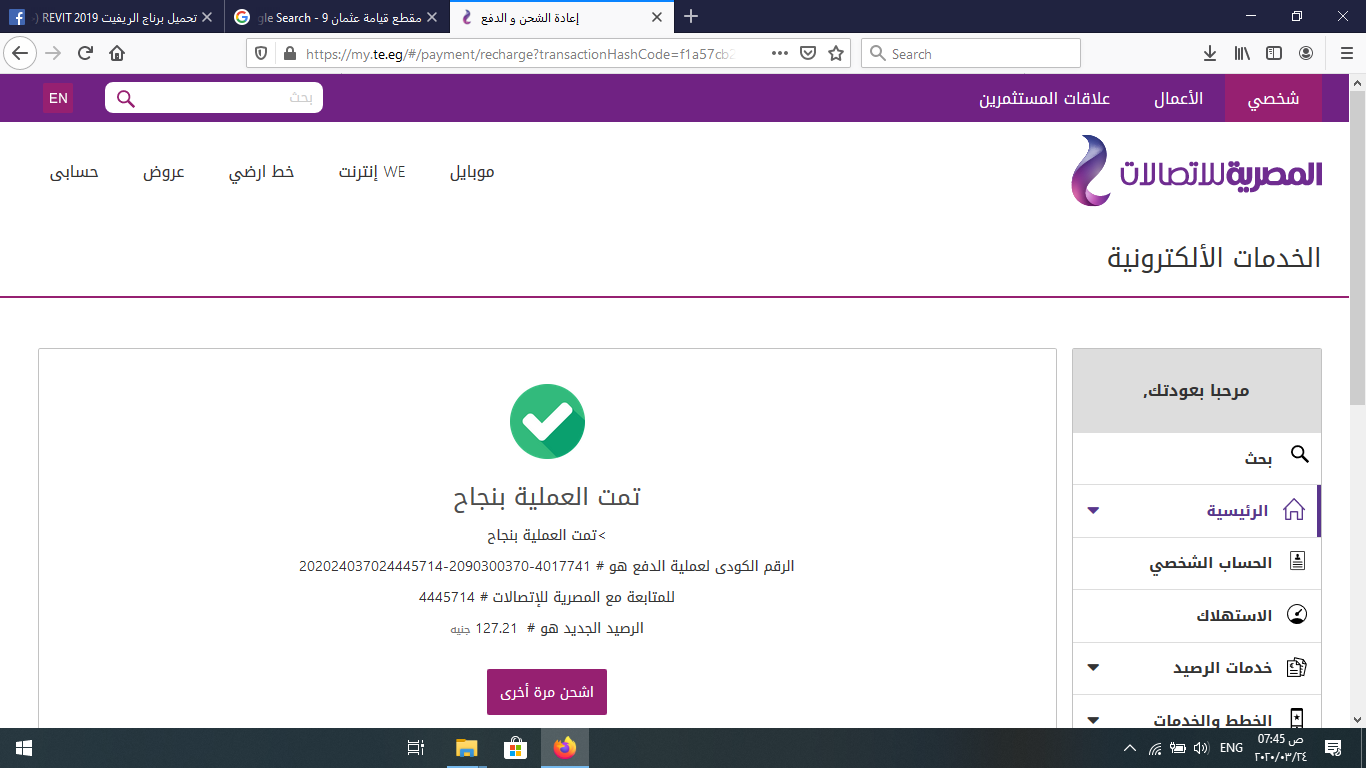 تحميل برناج الريفيت REVIT 2019
مقطع قيامة عثمان 9 - gle Search
إعادة الشحن و الدفع
https://my.te.eg/#/payment/recharge?transactionHashCode=f1a57cb2
Search
شخصي
الأعمال
علاقات المستثمرين
بحث
EN
المصرية للاتصالات
موبايل
WE إنترنت
خط ارضي
عروض
حسابى
الخدمات الألكترونية
مرحبا بعودتك,
بحث
الرئيسية
الحساب الشخصي
الاستهلاك
خدمات الرصيد
الخطط والخدمات
تمت العملية بنجاح
>تمت العملية بنجاح
الرقم الكودى لعملية الدفع هو # 4017741-2090300370-202024037024445714
للمتابعة مع المصرية للإتصالات # 4445714
الرصيد الجديد هو # 127.21 جنيه
اشحن مرة أخرى
ENG
07:45 ص
٢٠٢٠/٠٣/٢٤